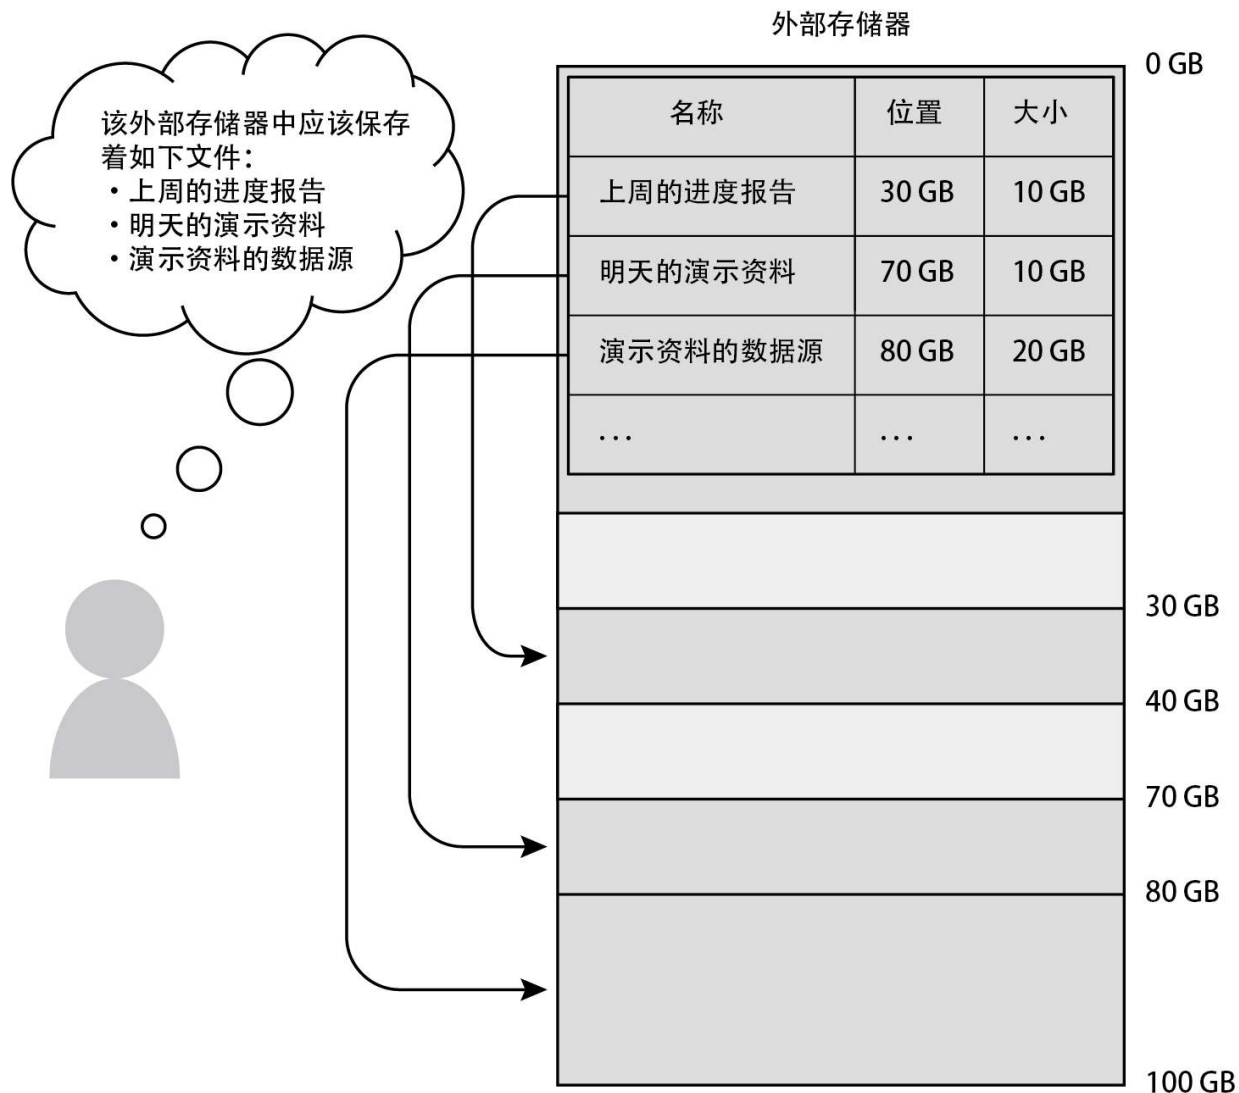 外部存储器
该外部存储器中应该保存
着如下文件：
・上周的进度报告
・明天的演示资料
・演示资料的数据源
名称 位置 大小
上周的进度报告 30 GB 10 GB
明天的演示资料 70 GB 10 GB
演示资料的数据源 80 GB 20 GB
... ... ...
0 GB
30 GB
40 GB
70 GB
80 GB
100 GB